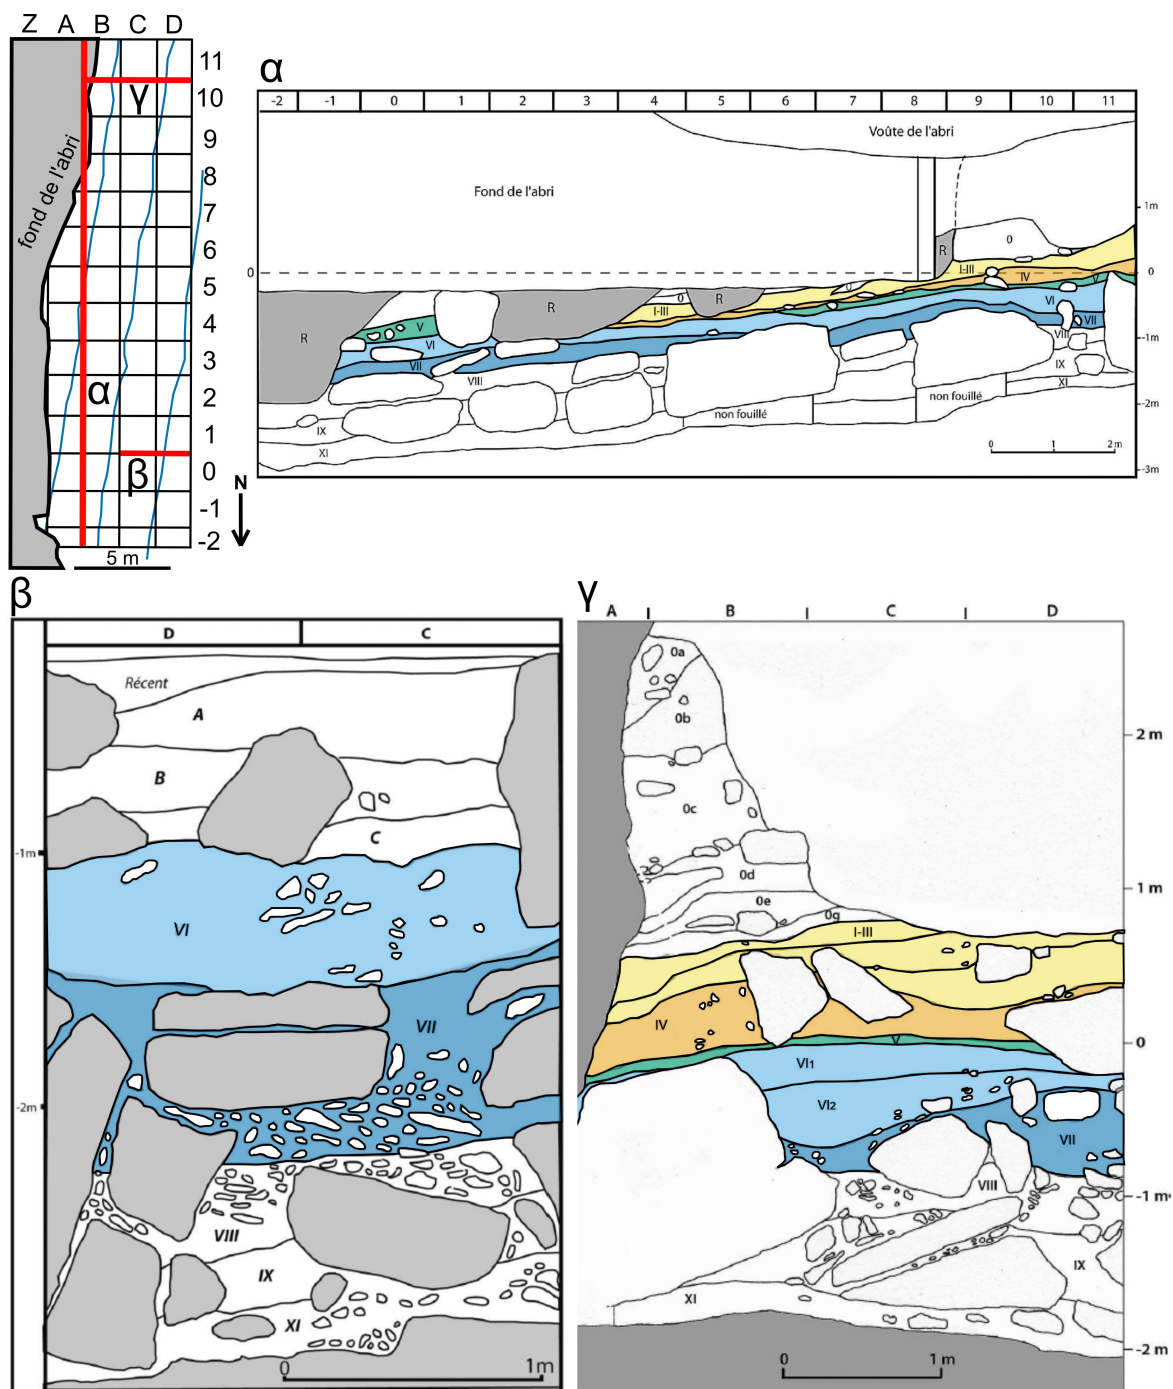 Z A B C D
11
10
9
8
7
6
5
4
3
2
1
0
-1
-2
γ
fond de l'abri
α
β
N
5 m
α
-2 -1 0 1 2 3 4 5 6 7 8 9 10 11
Voûte de l'abri
Fond de l'abri
1m
0
R
0
I-III
IV
V
0
0
0
R
R
I-III
R
V
VI
VI
VII
VII
VIII
VIII
IX
XI
non fouillé
non fouillé
IX
XI
-1m
-2m
-3m
0 1 2m
β
D C
Récent
A
B
C
-1m
VI
VII
-2m
VIII
IX
XI
0 1m
γ
A B C D
0a
0b
2 m
0c
0d
1 m
0e
0g
I-III
IV
V
0
VI1
VI2
VII
VIII
-1 m
IX
XI
-2 m
0 1 m